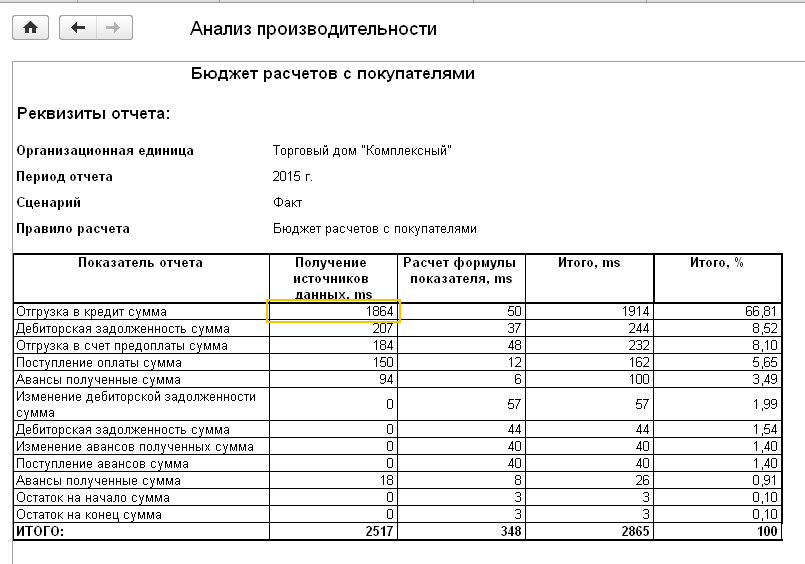 Анализ производительности
Бюджет расчетов с покупателями
Реквизиты отчета:
Организационная единица Торговый дом "Комплексный"
Период отчета 2015 г.
Сценарий Факт
Правило расчета Бюджет расчетов с покупателями
Показатель отчета Получение источников данных, ms Расчет формулы показателя, ms Итого, ms Итого, %
Отгрузка в кредит сумма 1864 50 1914 66,81
Дебиторская задолженность сумма 207 37 244 8,52
Отгрузка в счет предоплаты сумма 184 48 232 8,10
Поступление оплаты сумма 150 12 162 5,65
Авансы полученные сумма 94 6 100 3,49
Изменение дебиторской задолженности сумма 0 57 57 1,99
Дебиторская задолженность сумма 0 44 44 1,54
Изменение авансов полученных сумма 0 40 40 1,40
Поступление авансов сумма 0 40 40 1,40
Авансы полученные сумма 18 8 26 0,91
Остаток на начало сумма 0 3 3 0,10
Остаток на конец сумма 0 3 3 0,10
ИТОГО: 2517 348 2865 100